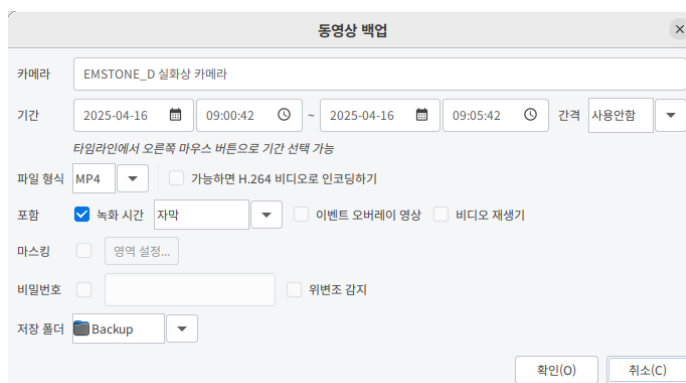 동영상 백업
카메라 EMSTONE_D 실화상 카메라
기간 2025-04-16 09:00:42 ~ 2025-04-16 09:05:42 간격 사용안함
타임라인에서 오른쪽 마우스 버튼으로 기간 선택 가능
파일 형식 MP4 가능하면 H.264 비디오로 인코딩하기
포함 녹화 시간 자막 이벤트 오버레이 영상 비디오 재생기
마스킹 영역 설정...
비밀번호 위변조 감지
저장 폴더 Backup
확인(O) 취소(C)